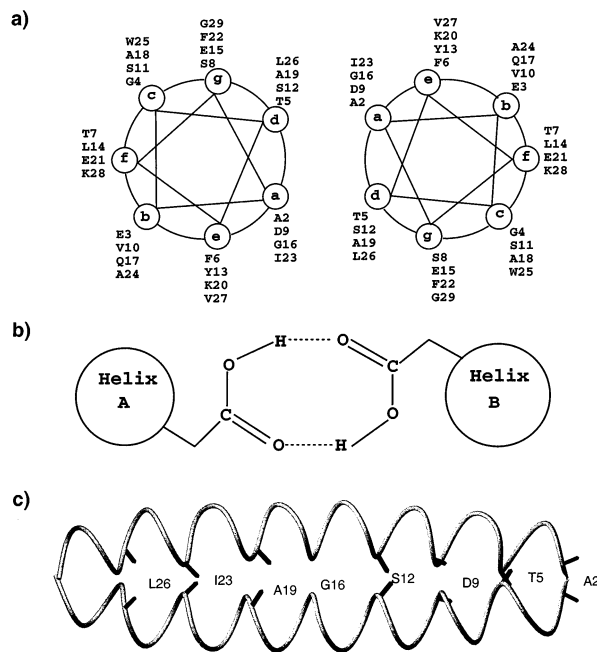 a)
W25
A18
S11
G4
G29
F22
E15
S8
L26
A19
S12
T5
c
g
d
T7
L14
E21
K28
f
b
e
a
E3
V10
Q17
A24
F6
Y13
K20
V27
A2
D9
G16
I23
I23
G16
D9
A2
V27
K20
Y13
F6
A24
Q17
V10
E3
a
e
b
T7
L14
E21
K28
f
d
g
c
T5
S12
A19
L26
S8
E15
F22
G29
G4
S11
A18
W25
b)
Helix
A
H
O
O
C
C
O
O
H
Helix
B
c)
L26 I23 A19 G16 S12 D9 T5 A2